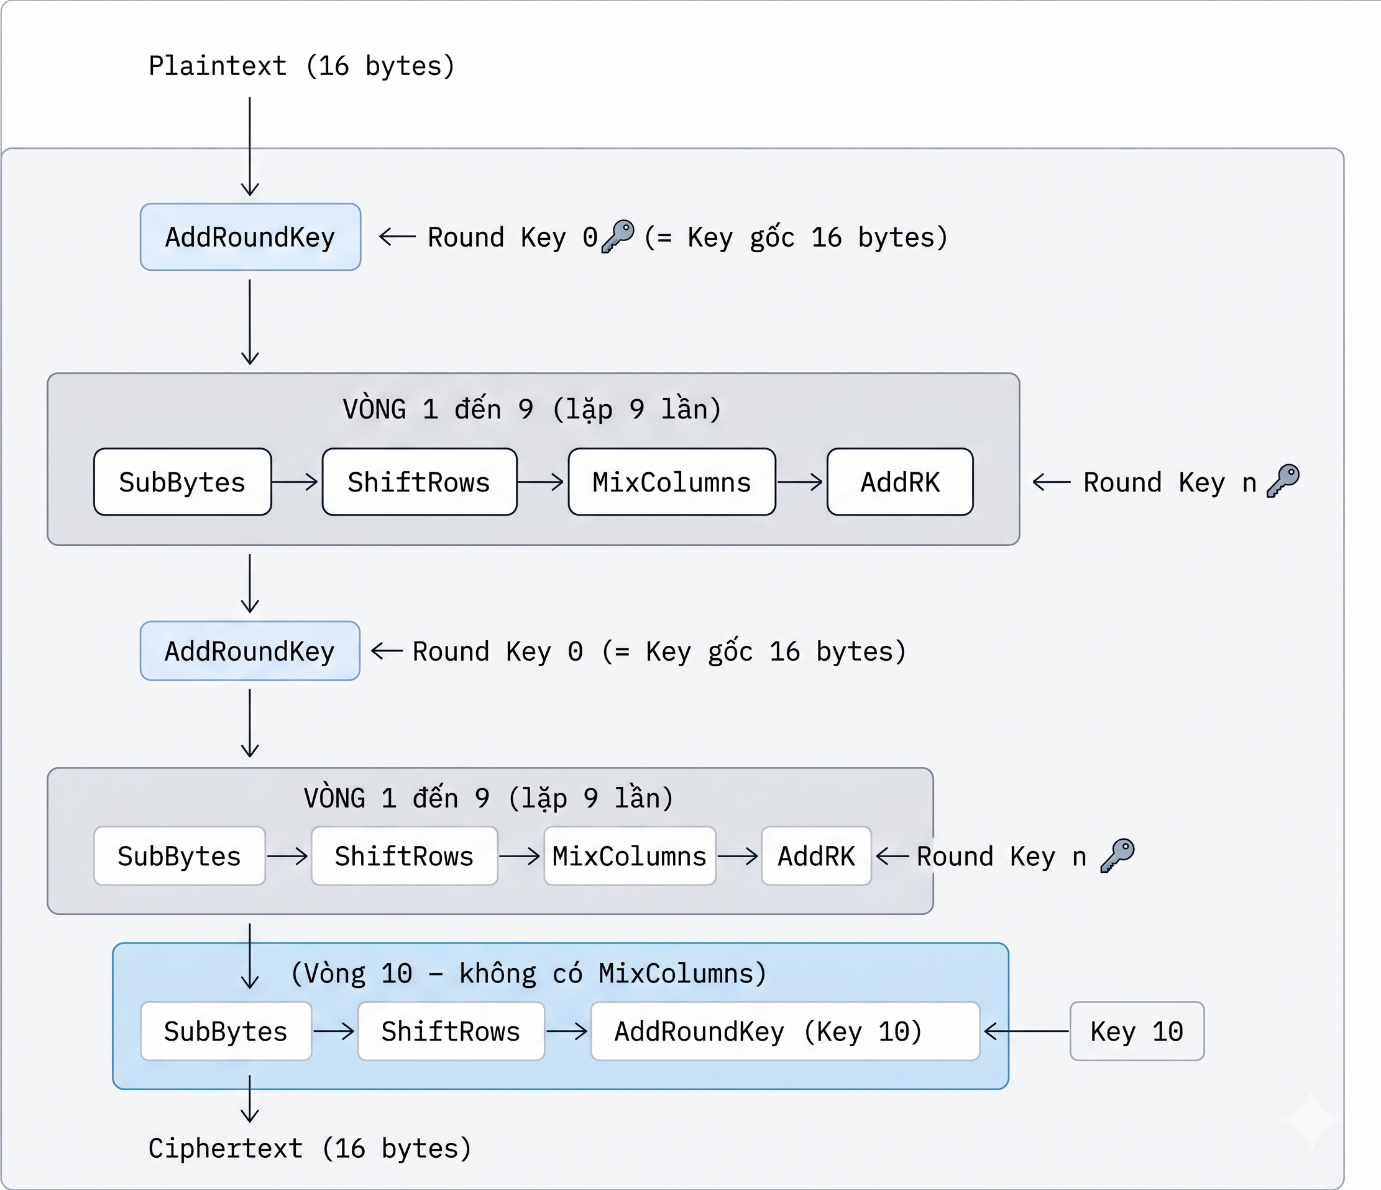 Plaintext (16 bytes)
AddRoundKey
Round Key 0 (= Key gốc 16 bytes)
VÒNG 1 đến 9 (lặp 9 lần)
SubBytes
ShiftRows
MixColumns
AddRK
Round Key n
AddRoundKey
Round Key 0 (= Key gốc 16 bytes)
VÒNG 1 đến 9 (lặp 9 lần)
SubBytes
ShiftRows
MixColumns
AddRK
Round Key n
(Vòng 10 – không có MixColumns)
SubBytes
ShiftRows
AddRoundKey (Key 10)
Key 10
Ciphertext (16 bytes)